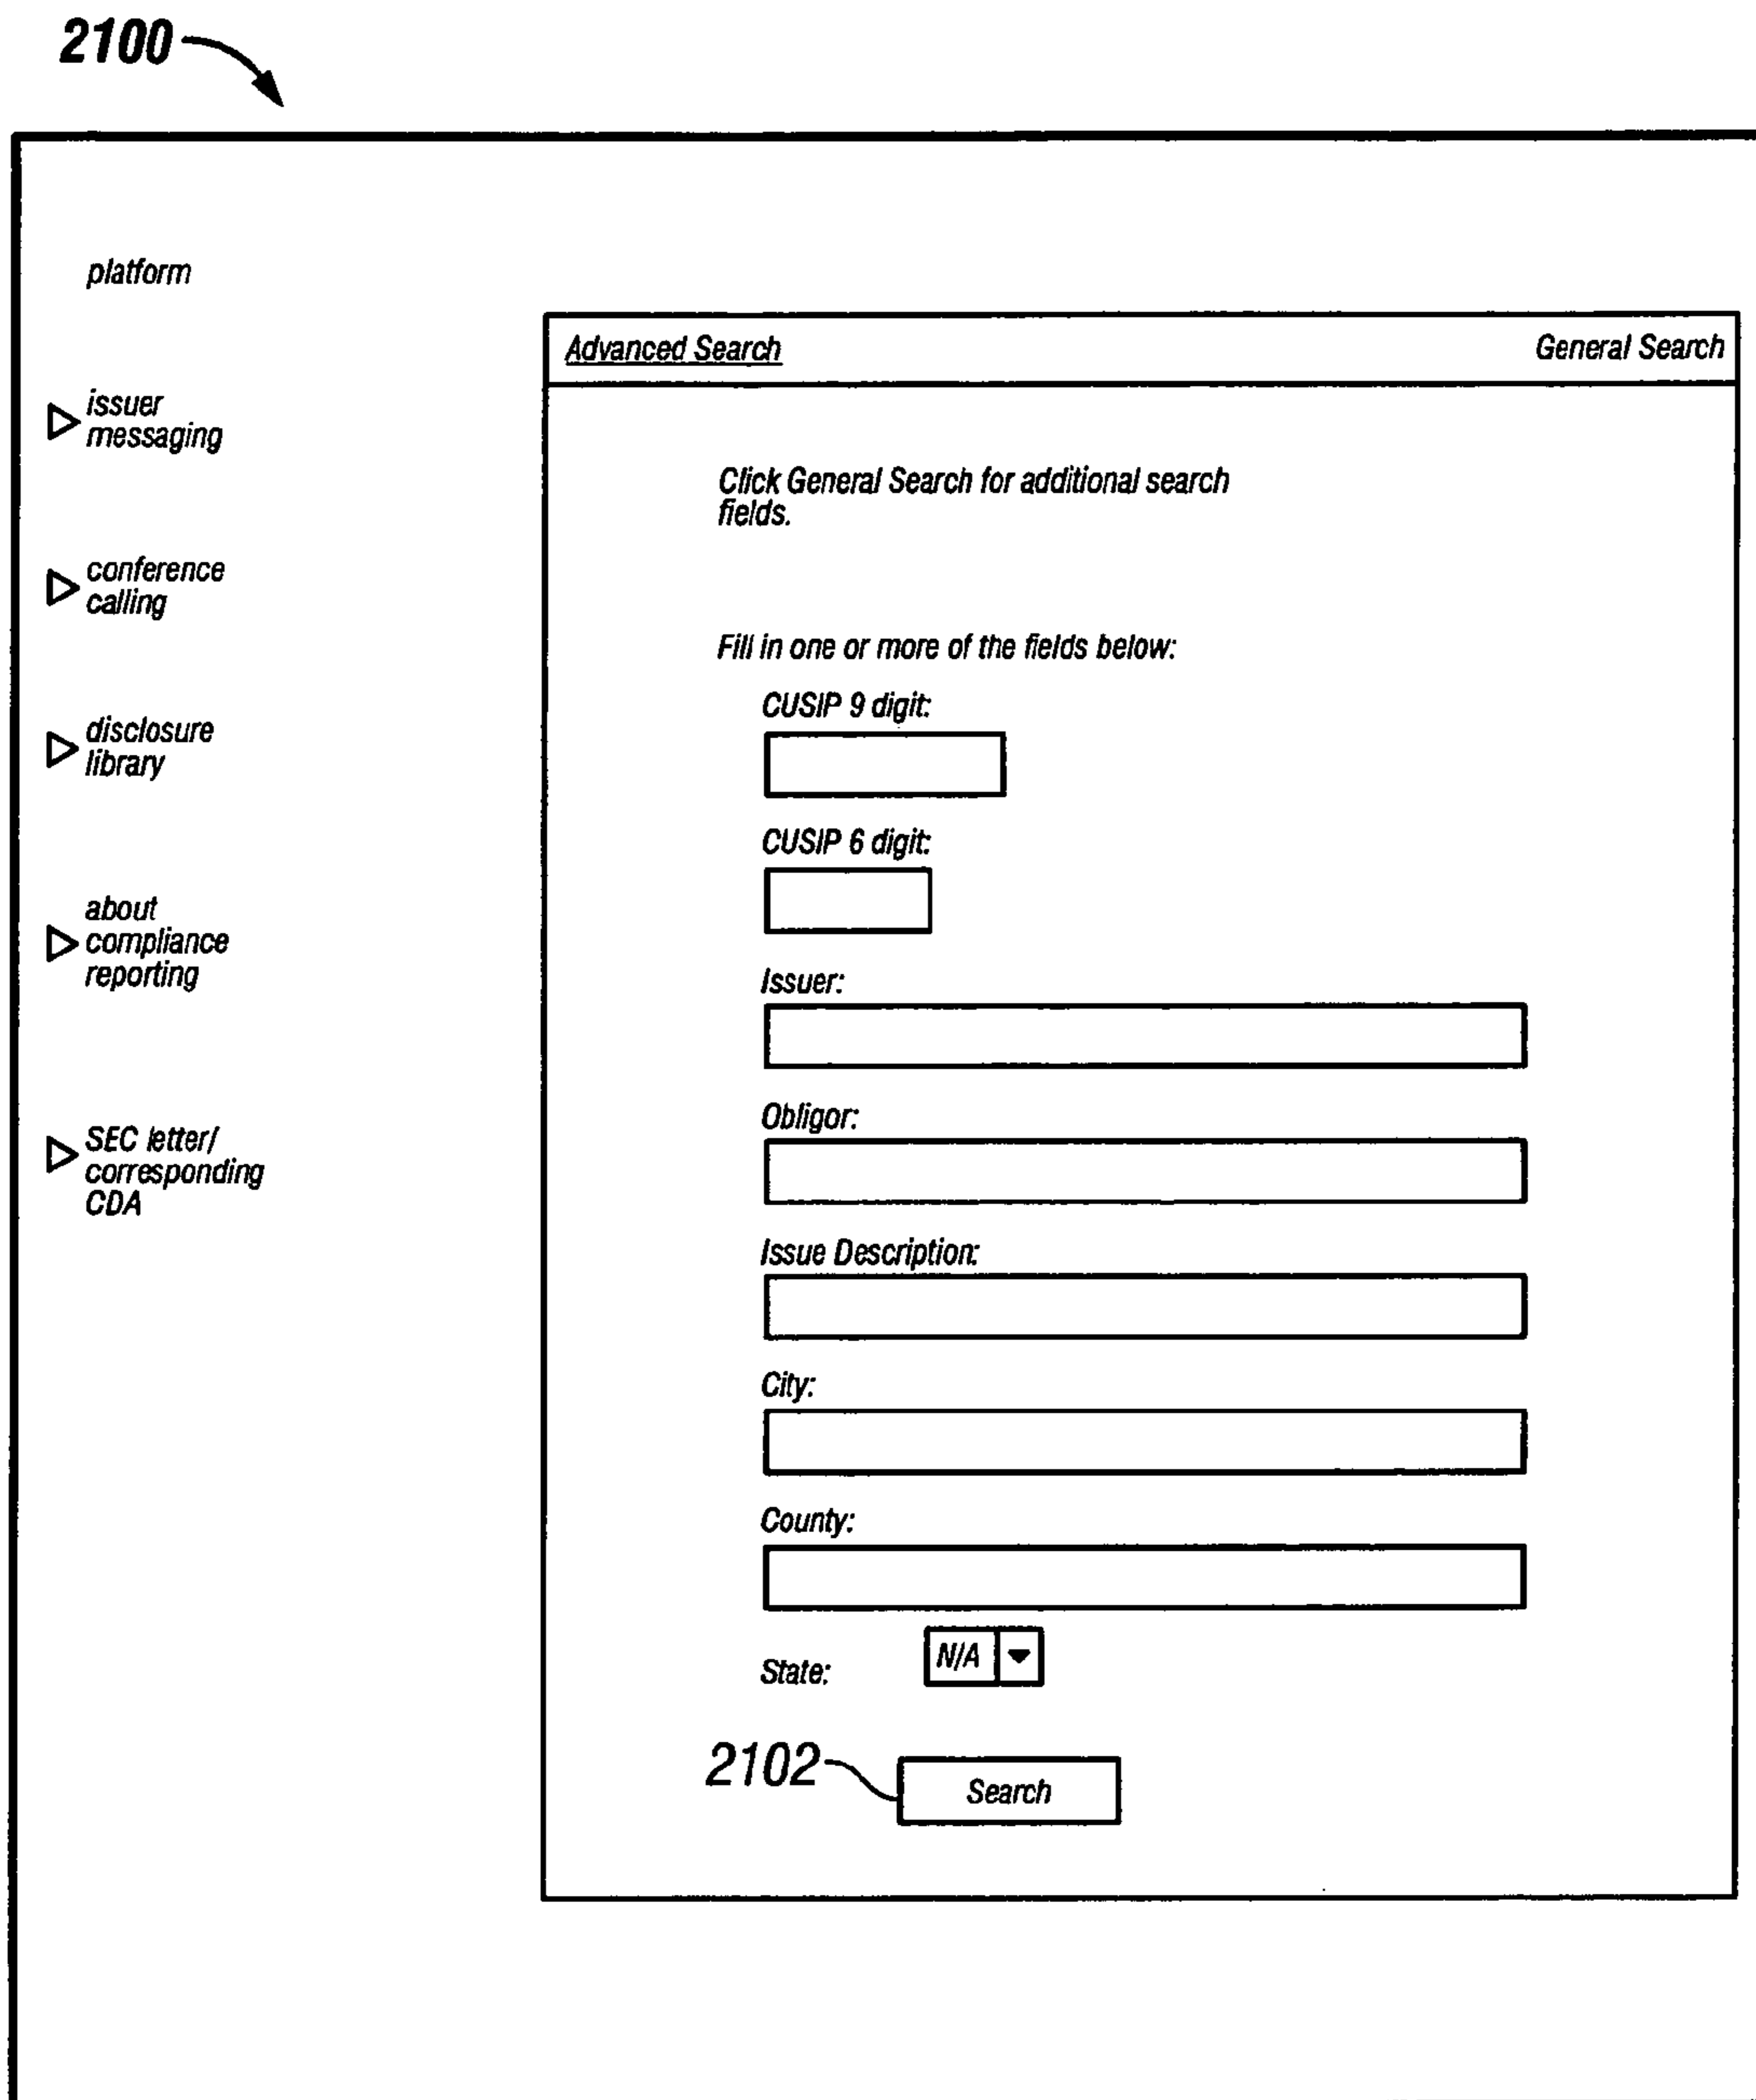 2100
platform
issuer
messaging
conference
calling
disclosure
library
about
compliance
reporting
SEC letter/
corresponding
CDA
Advanced Search
General Search
Click General Search for additional search
fields.
Fill in one or more of the fields below:
CUSIP 9 digit:
CUSIP 6 digit:
Issuer:
Obligor:
Issue Description:
City:
County:
State:
N/A
2102
Search